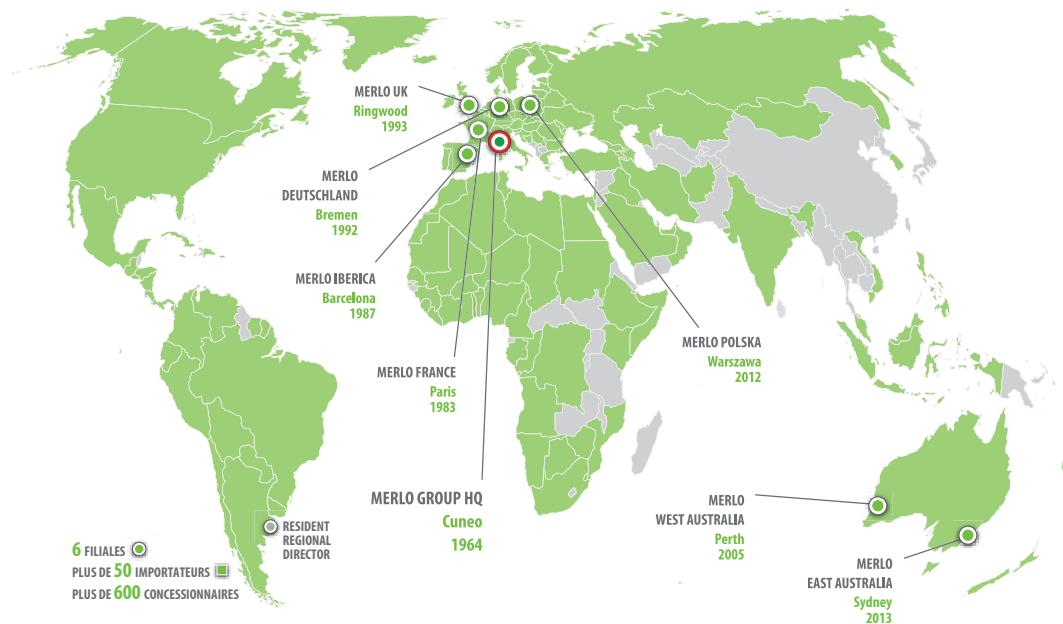 MERLO UK
Ringwood
1993
MERLO
DEUTSCHLAND
Bremen
1992
MERLO IBERICA
Barcelona
1987
MERLO FRANCE
Paris
1983
MERLO GROUP HQ
Cuneo
1964
MERLO POLSKA
Warszawa
2012
MERLO
WEST AUSTRALIA
Perth
2005
MERLO
EAST AUSTRALIA
Sydney
2013
RESIDENT
REGIONAL
DIRECTOR
6 FILIALES
PLUS DE 50 IMPORTATEURS
PLUS DE 600 CONCESSIONNAIRES